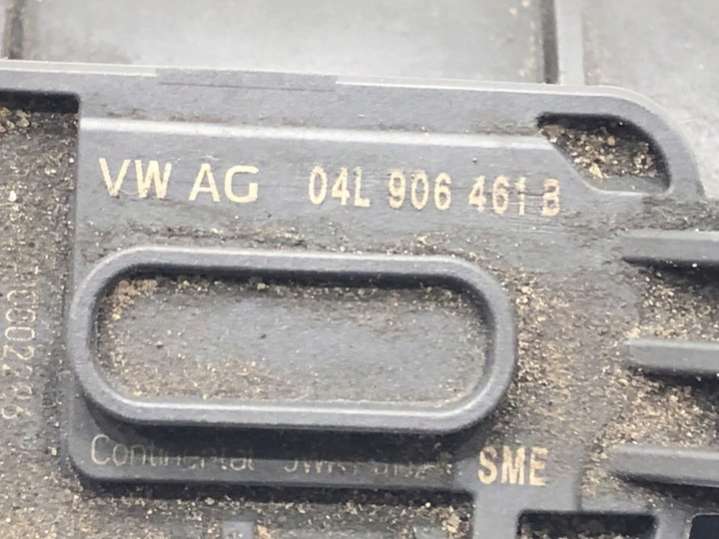 VW AG 04L 906 461 B
Continental SME